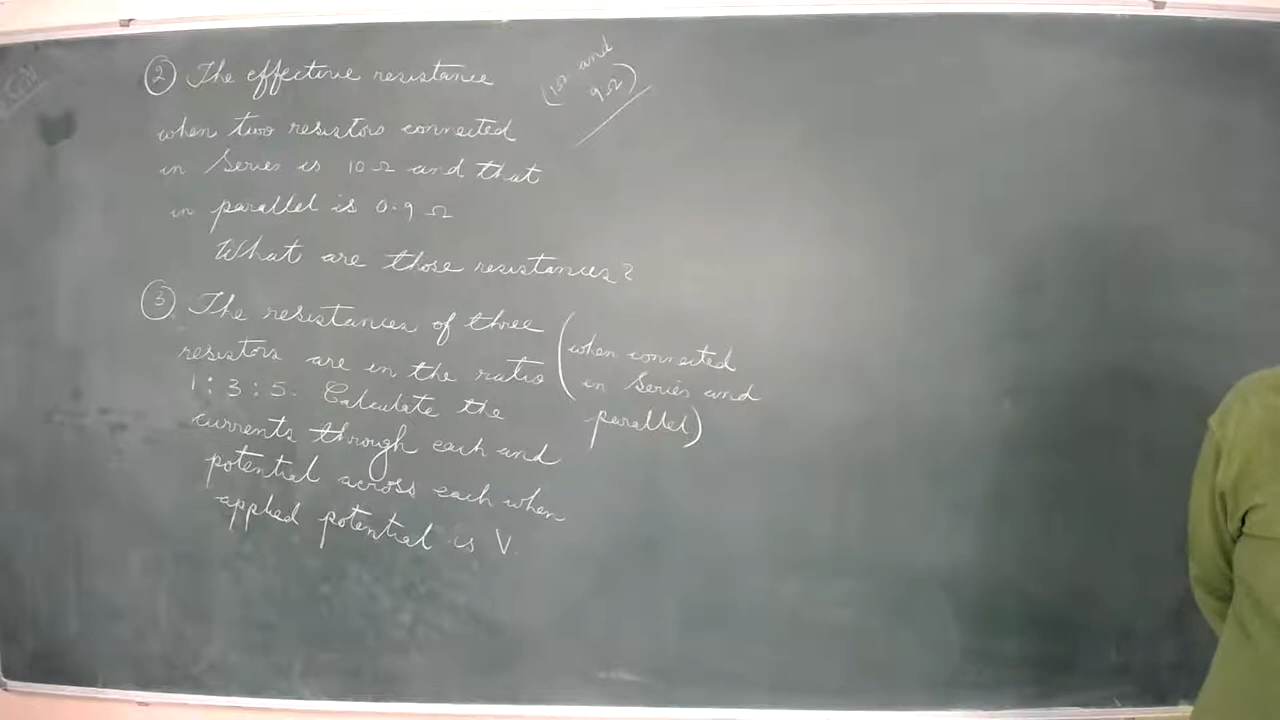 ② The effective resistance
when two resistors connected
in Series is 10 Ω and that
in parallel is 0.9 Ω
What are those resistances?
(1Ω and
9Ω)
③ The resistances of three
resistors are in the ratio
1 : 3 : 5. Calculate the
currents through each and
potential across each when
applied potential is V.
(when connected
in Series and
parallel)